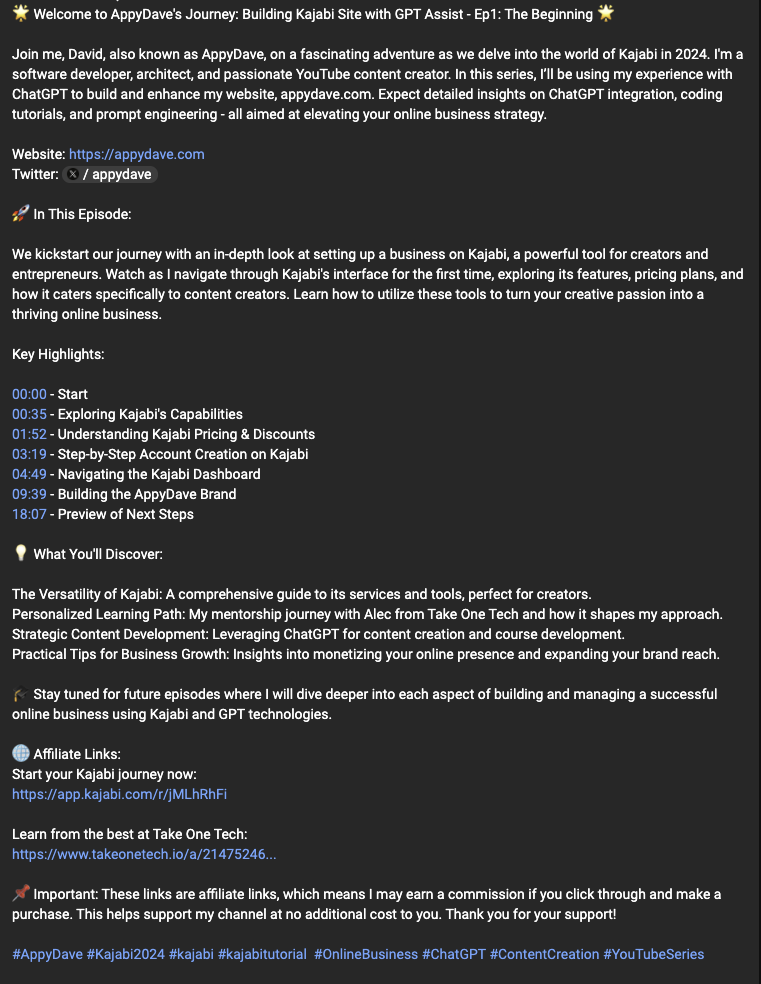 🌟 Welcome to AppyDave's Journey: Building Kajabi Site with GPT Assist - Ep1: The Beginning 🌟
Join me, David, also known as AppyDave, on a fascinating adventure as we delve into the world of Kajabi in 2024. I'm a
software developer, architect, and passionate YouTube content creator. In this series, I'll be using my experience with
ChatGPT to build and enhance my website, appydave.com. Expect detailed insights on ChatGPT integration, coding
tutorials, and prompt engineering - all aimed at elevating your online business strategy.
Website: https://appydave.com
Twitter: X / appydave
🚀 In This Episode:
We kickstart our journey with an in-depth look at setting up a business on Kajabi, a powerful tool for creators and
entrepreneurs. Watch as I navigate through Kajabi's interface for the first time, exploring its features, pricing plans, and
how it caters specifically to content creators. Learn how to utilize these tools to turn your creative passion into a
thriving online business.
Key Highlights:
00:00 - Start
00:35 - Exploring Kajabi's Capabilities
01:52 - Understanding Kajabi Pricing & Discounts
03:19 - Step-by-Step Account Creation on Kajabi
04:49 - Navigating the Kajabi Dashboard
09:39 - Building the AppyDave Brand
18:07 - Preview of Next Steps
💡 What You'll Discover:
The Versatility of Kajabi: A comprehensive guide to its services and tools, perfect for creators.
Personalized Learning Path: My mentorship journey with Alec from Take One Tech and how it shapes my approach.
Strategic Content Development: Leveraging ChatGPT for content creation and course development.
Practical Tips for Business Growth: Insights into monetizing your online presence and expanding your brand reach.
🎓 Stay tuned for future episodes where I will dive deeper into each aspect of building and managing a successful
online business using Kajabi and GPT technologies.
🌐 Affiliate Links:
Start your Kajabi journey now:
https://app.kajabi.com/r/jMLhRhFi
Learn from the best at Take One Tech:
https://www.takeonetech.io/a/21475246...
📌 Important: These links are affiliate links, which means I may earn a commission if you click through and make a
purchase. This helps support my channel at no additional cost to you. Thank you for your support!
#AppyDave #Kajabi2024 #kajabi #kajabitutorial #OnlineBusiness #ChatGPT #ContentCreation #YouTubeSeries